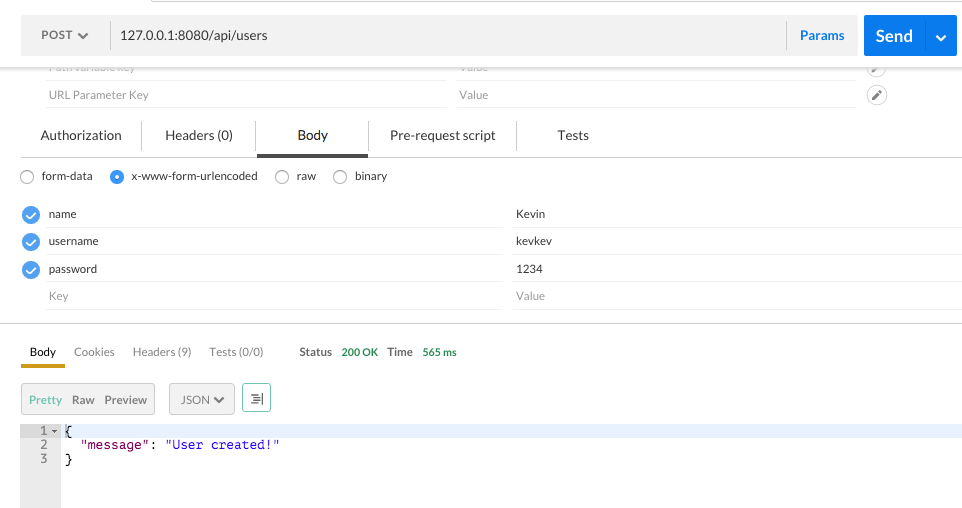 POST 127.0.0.1:8080/api/users Params Send
URL Parameter Key Value
Authorization Headers (0) Body Pre-request script Tests
form-data x-www-form-urlencoded raw binary
name Kevin
username kevkev
password 1234
Key Value
Body Cookies Headers (9) Tests (0/0) Status 200 OK Time 565 ms
Pretty Raw Preview JSON
1 {
2 "message": "User created!"
3 }